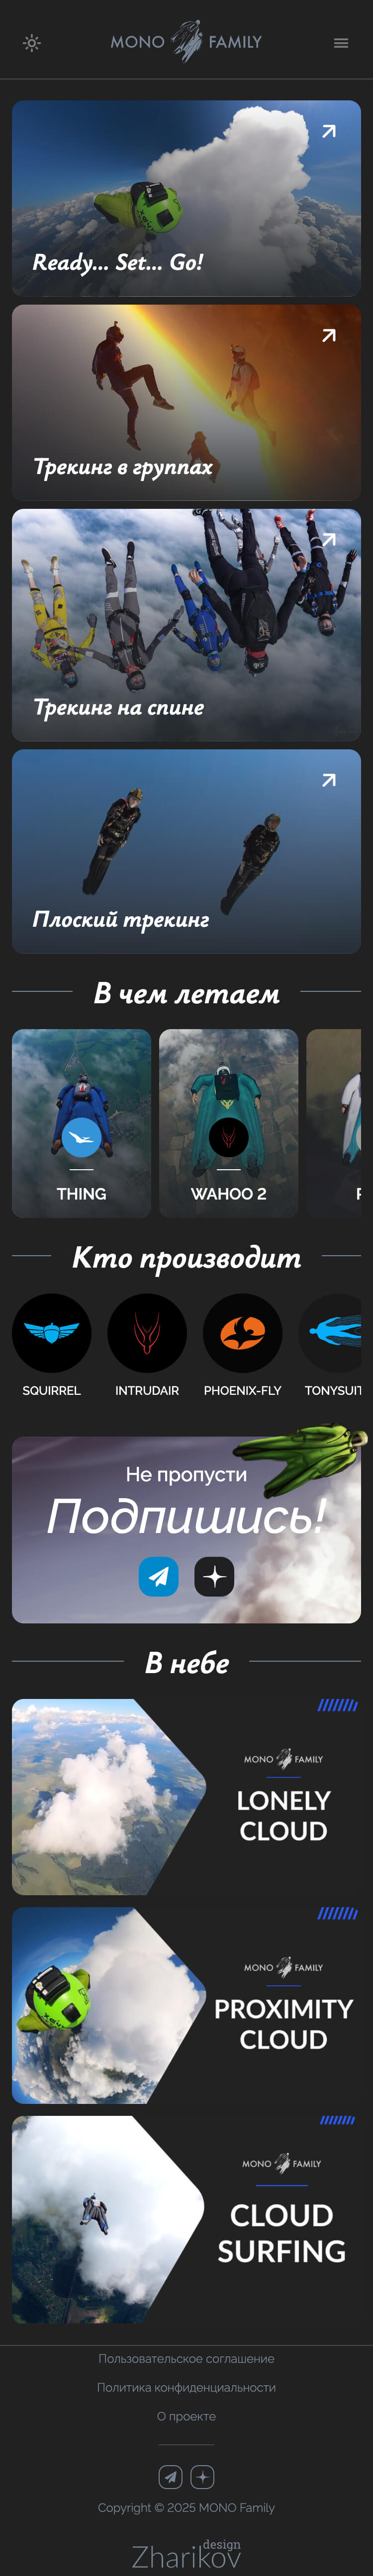 MONO FAMILY
Ready... Set... Go!
Трекинг в группах
Трекинг на спине
Плоский трекинг
В чем летаем
THING
WAHOO 2
Кто производит
SQUIRREL
INTRUDAIR
PHOENIX-FLY
TONYSUIT
Не пропусти
Подпишись!
В небе
MONO FAMILY
LONELY
CLOUD
MONO FAMILY
PROXIMITY
CLOUD
MONO FAMILY
CLOUD
SURFING
Пользовательское соглашение
Политика конфиденциальности
О проекте
Copyright © 2025 MONO Family
design
Zharikov